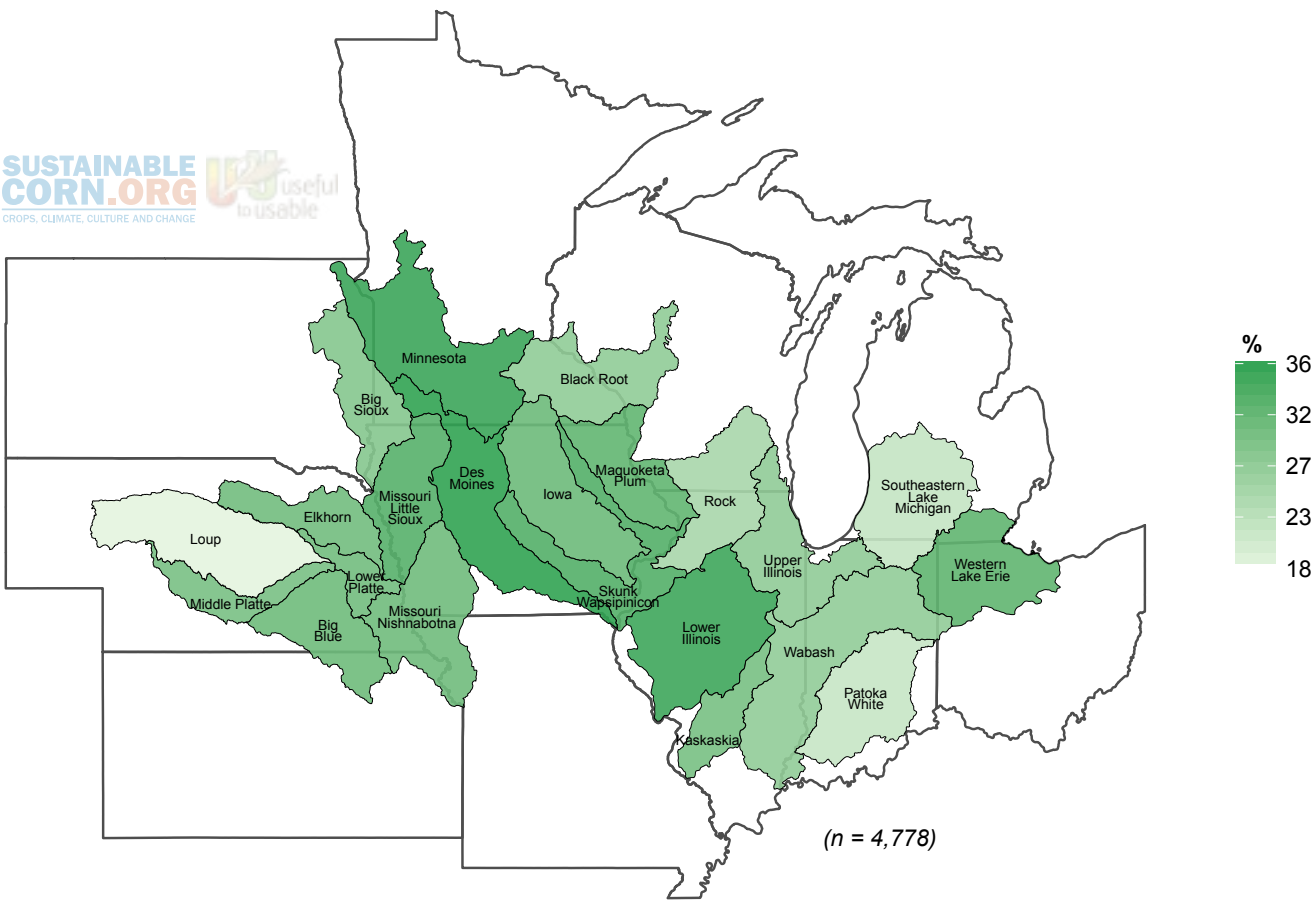 SUSTAINABLE
CORN.ORG
CROPS, CLIMATE, CULTURE AND CHANGE
U2U useful
to usable
Minnesota
Black Root
Big
Sioux
Des
Moines
Maguoketa
Plum
Iowa
Missouri
Little
Sioux
Rock
Southeastern
Lake
Michigan
Elkhorn
Loup
Lower
Platte
Middle Platte
Upper
Illinois
Western
Lake Erie
Skunk
Wapsipinicon
Missouri
Nishnabotna
Big
Blue
Lower
Illinois
Wabash
Patoka
White
Kaskaskia
(n = 4,778)
%
36
32
27
23
18